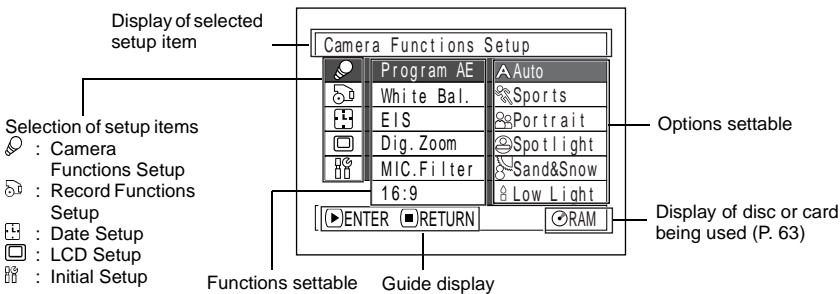 Display of selected
setup item
Camera Functions Setup
Program AE
White Bal.
EIS
Dig. Zoom
MIC.Filter
16:9
A Auto
Sports
Portrait
Spotlight
Sand&Snow
Low Light
ENTER RETURN
RAM
Selection of setup items
: Camera
Functions Setup
: Record Functions
Setup
: Date Setup
: LCD Setup
: Initial Setup
Options settable
Display of disc or card
being used (P. 63)
Functions settable
Guide display